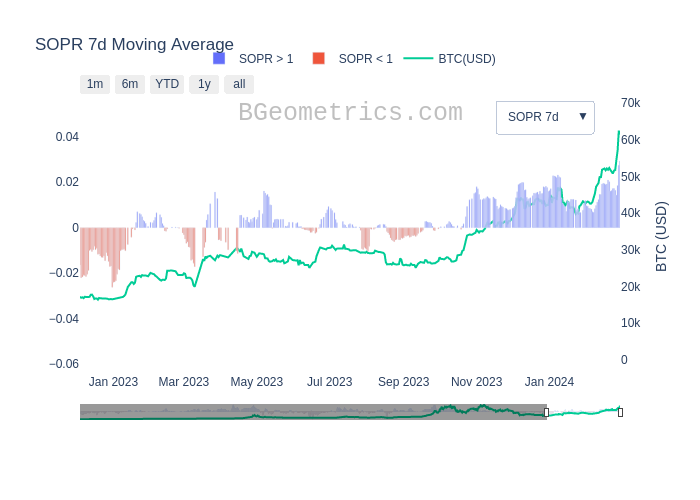 SOPR 7d Moving Average
SOPR > 1
SOPR < 1
BTC(USD)
1m
6m
YTD
1y
all
BGeometrics.com
SOPR 7d
▼
0.04
0.02
0
−0.02
−0.04
−0.06
70k
60k
50k
40k
30k
20k
10k
0
BTC (USD)
Jan 2023
Mar 2023
May 2023
Jul 2023
Sep 2023
Nov 2023
Jan 2024